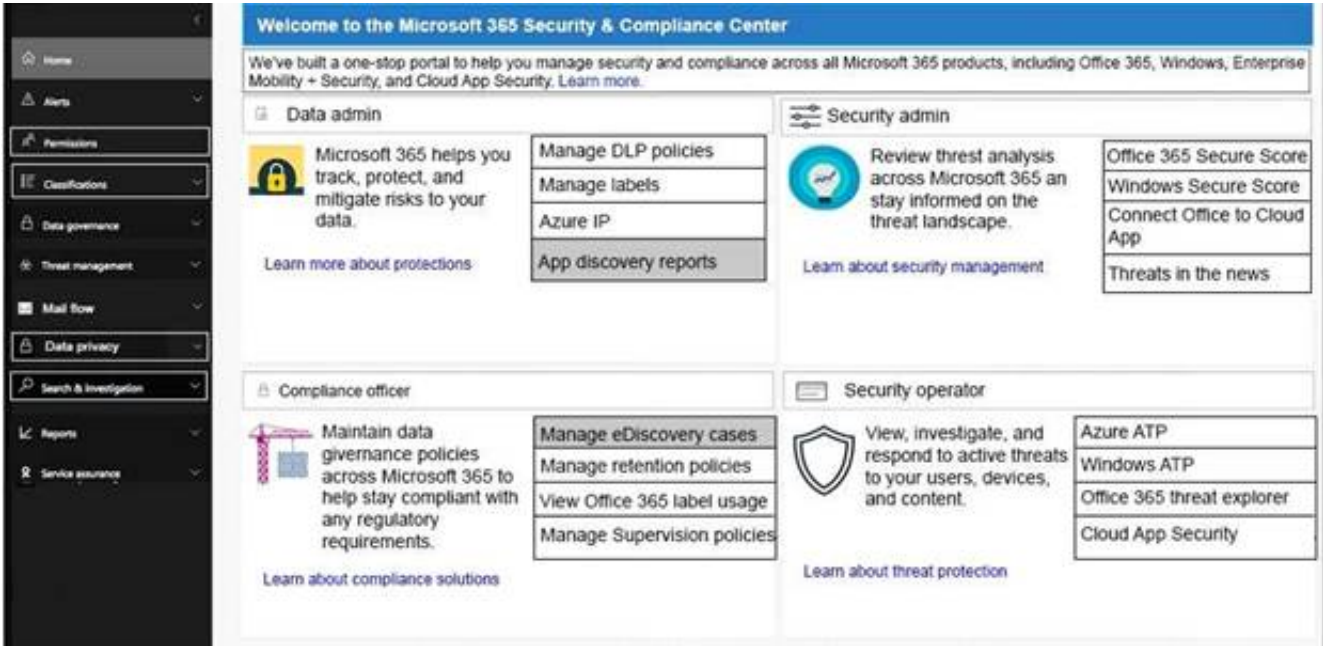 Home
Alerts
Permissions
Classifications
Data governance
Threat management
Mail flow
Data privacy
Search & Investigation
Reports
Service assurance
Welcome to the Microsoft 365 Security & Compliance Center
We've built a one-stop portal to help you manage security and compliance across all Microsoft 365 products, including Office 365, Windows, Enterprise
Mobility + Security, and Cloud App Security. Learn more.
Data admin
Microsoft 365 helps you
track, protect, and
mitigate risks to your
data.
Learn more about protections
Manage DLP policies
Manage labels
Azure IP
App discovery reports
Security admin
Review threst analysis
across Microsoft 365 an
stay informed on the
threat landscape.
Learn about security management
Office 365 Secure Score
Windows Secure Score
Connect Office to Cloud
App
Threats in the news
Compliance officer
Maintain data
governance policies
across Microsoft 365 to
help stay compliant with
any regulatory
requirements.
Learn about compliance solutions
Manage eDiscovery cases
Manage retention policies
View Office 365 label usage
Manage Supervision policies
Security operator
View, investigate, and
respond to active threats
to your users, devices,
and content.
Learn about threat protection
Azure ATP
Windows ATP
Office 365 threat explorer
Cloud App Security